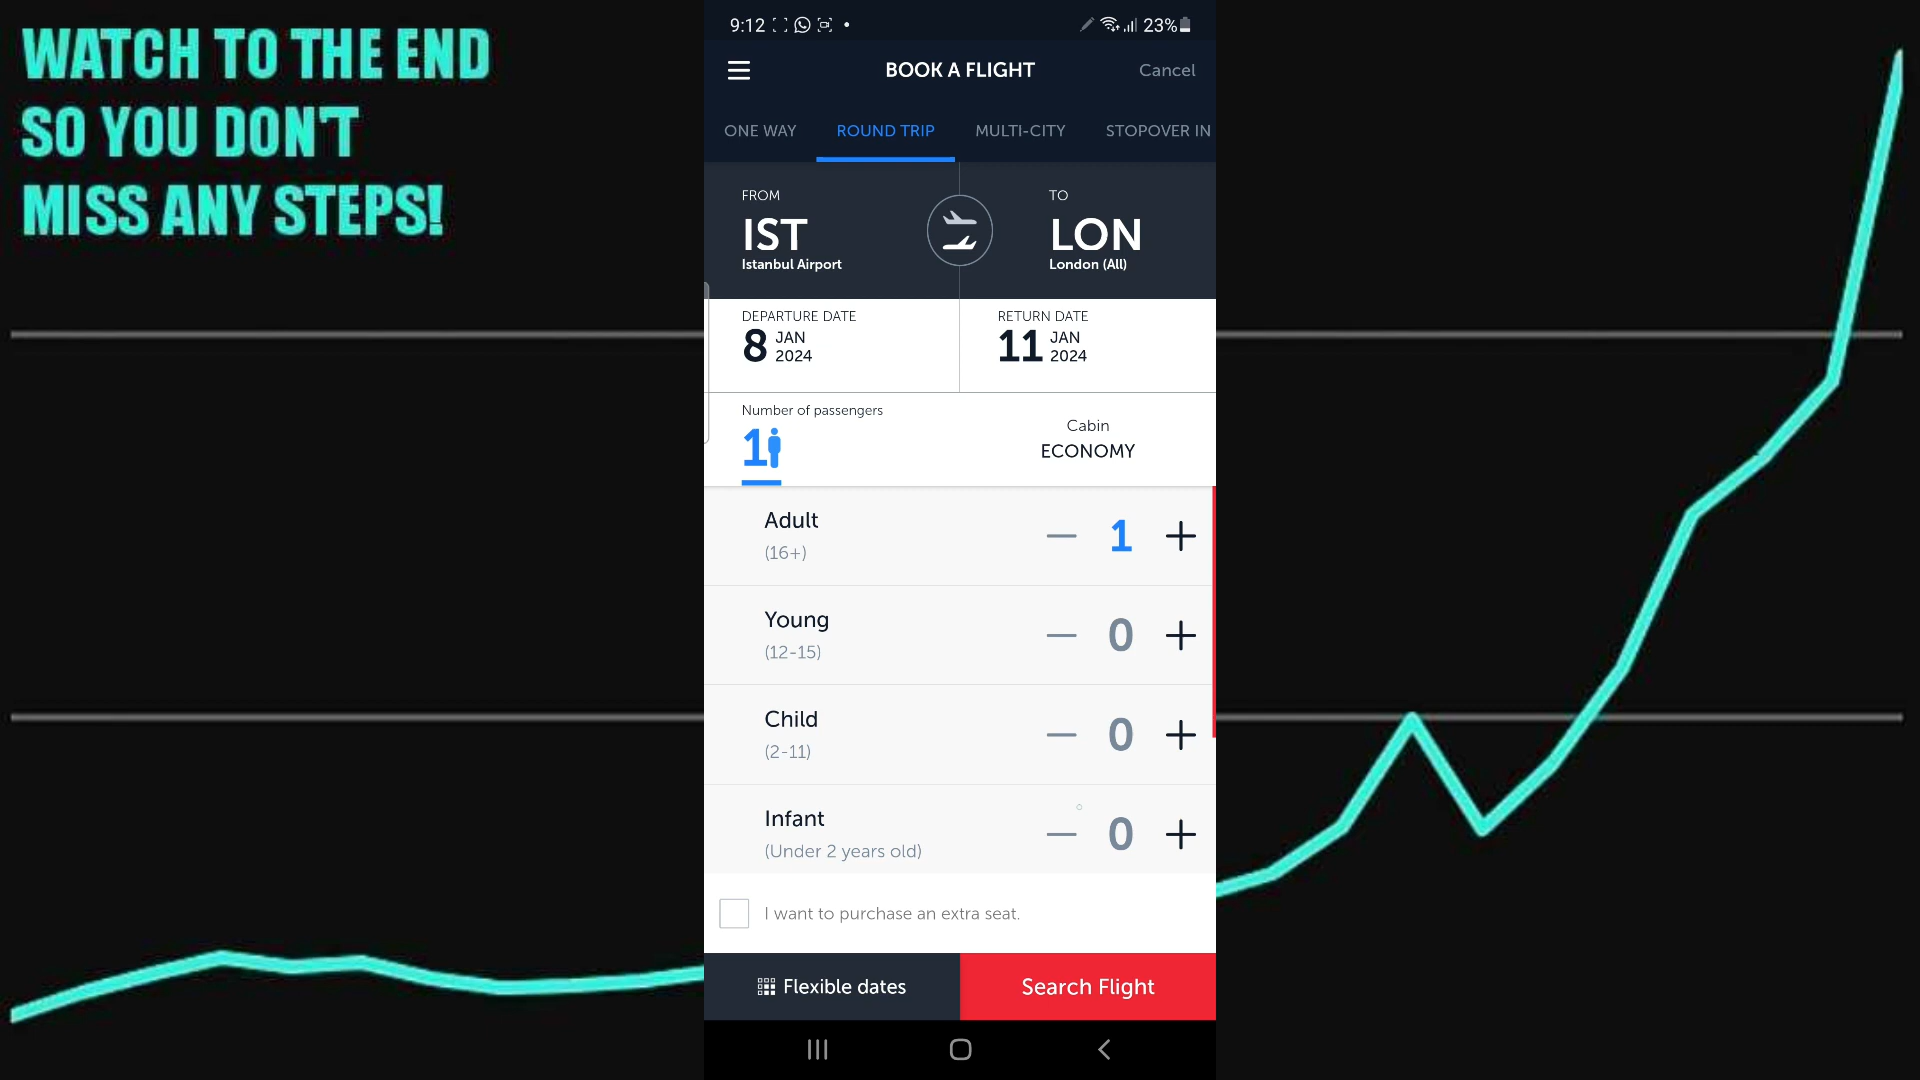 WATCH TO THE END
SO YOU DON'T
MISS ANY STEPS!
9:12
23%
BOOK A FLIGHT
Cancel
ONE WAY
ROUND TRIP
MULTI-CITY
STOPOVER IN
FROM
IST
Istanbul Airport
TO
LON
London (All)
DEPARTURE DATE
8 JAN
2024
RETURN DATE
11 JAN
2024
Number of passengers
1
Cabin
ECONOMY
Adult
(16+)
1
Young
(12-15)
0
Child
(2-11)
0
Infant
(Under 2 years old)
0
I want to purchase an extra seat.
Flexible dates
Search Flight